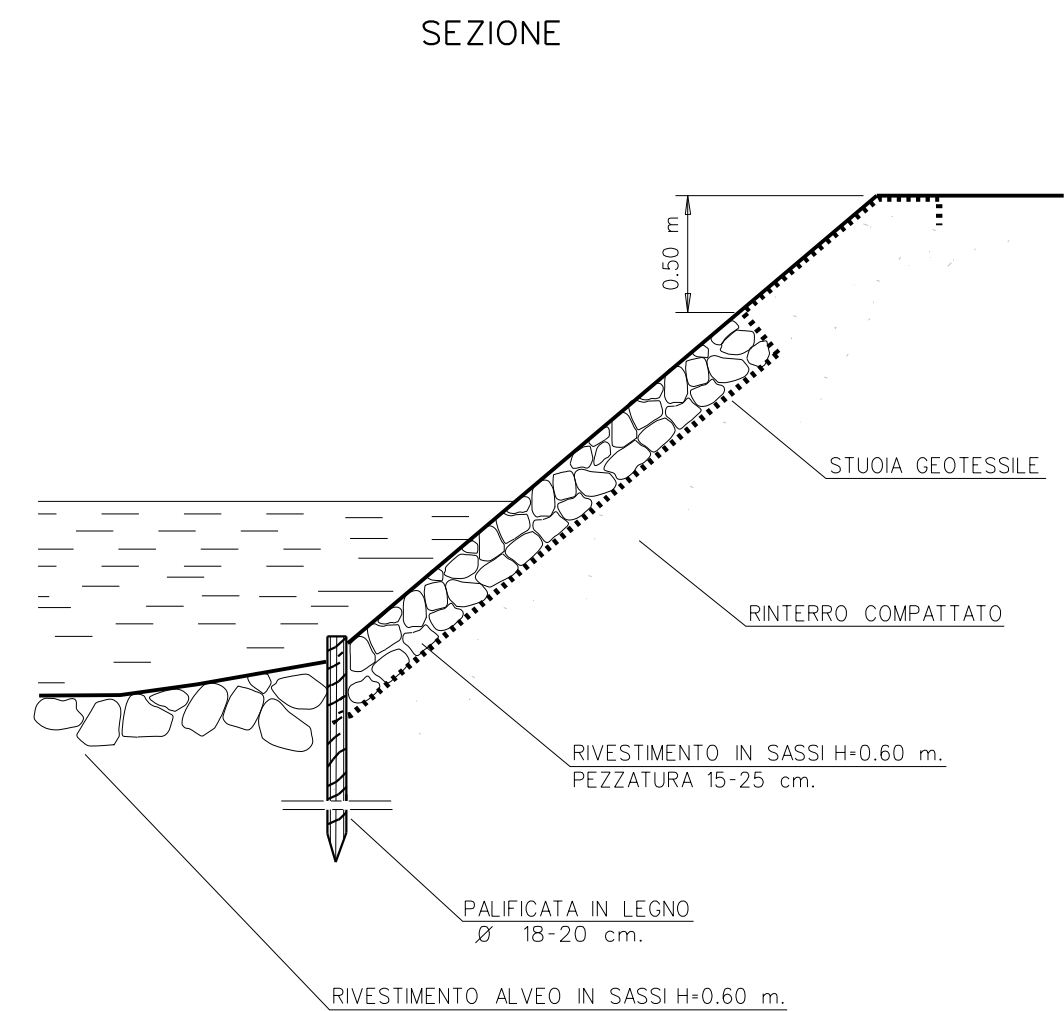 SEZIONE
0.50 m
STUOIA GEOTESSILE
RINTERRO COMPATTATO
RIVESTIMENTO IN SASSI H=0.60 m.
PEZZATURA 15-25 cm.
PALIFICATA IN LEGNO
Ø 18-20 cm.
RIVESTIMENTO ALVEO IN SASSI H=0.60 m.